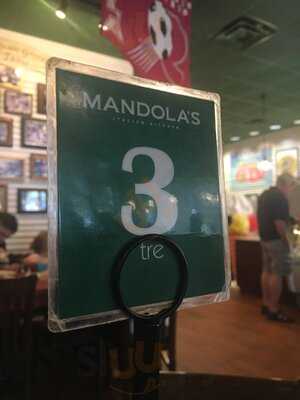 MANDOLA'S
ITALIAN KITCHEN
3
tre